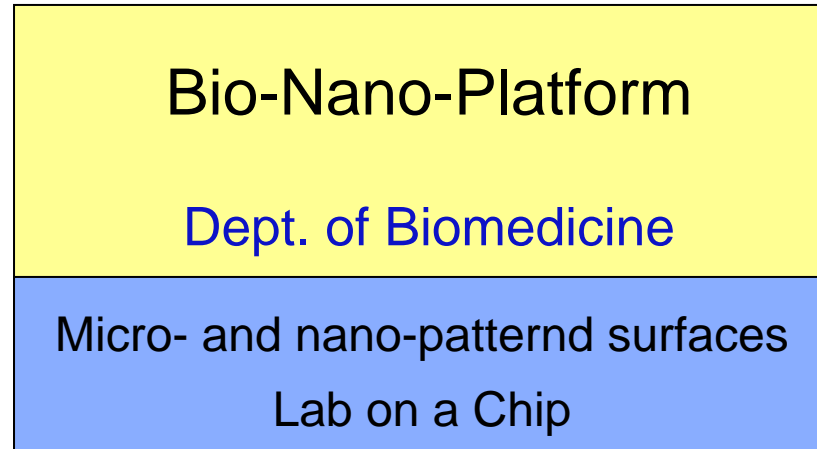 Bio-Nano-Platform
Dept. of Biomedicine
Micro- and nano-patternd surfaces
Lab on a Chip